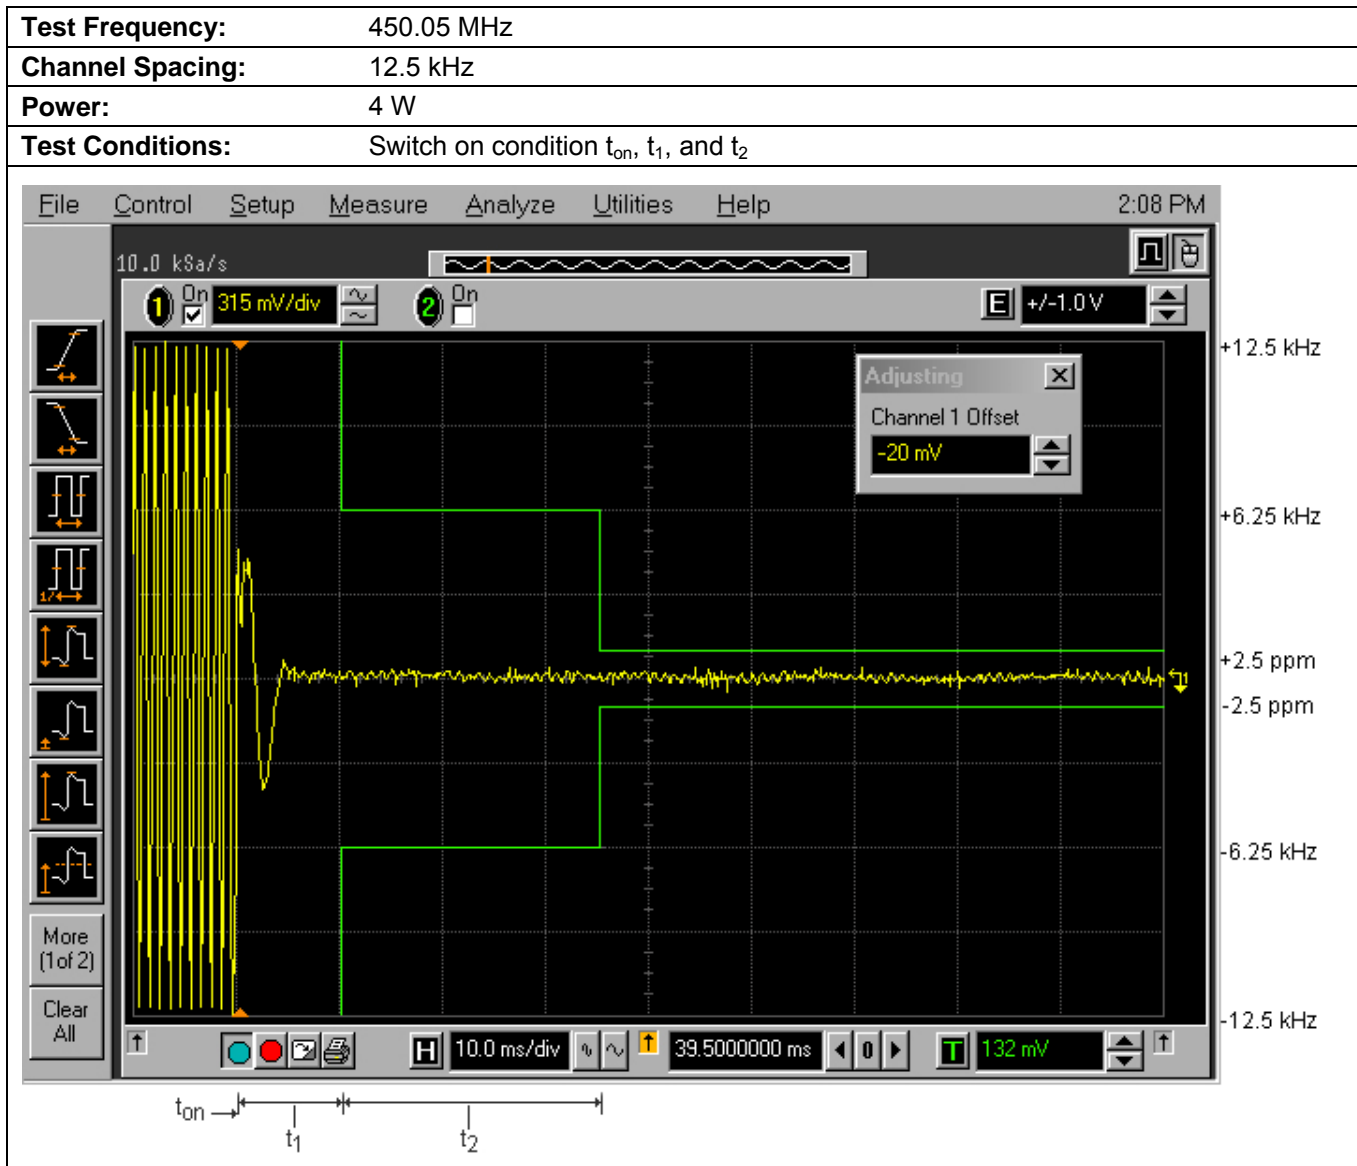 Test Frequency: 450.05 MHz
Channel Spacing: 12.5 kHz
Power: 4 W
Test Conditions: Switch on condition ton, t1, and t2
File Control Setup Measure Analyze Utilities Help 2:08 PM
10.0 kSa/s
1 On 315 mV/div 2 On E +/-1.0 V
+12.5 kHz
Adjusting
Channel 1 Offset
-20 mV
+6.25 kHz
1/
+2.5 ppm
1
-2.5 ppm
-6.25 kHz
More
(1of 2)
Clear
All
-12.5 kHz
H 10.0 ms/div 39.5000000 ms 0 T 132 mV
ton
t1
t2